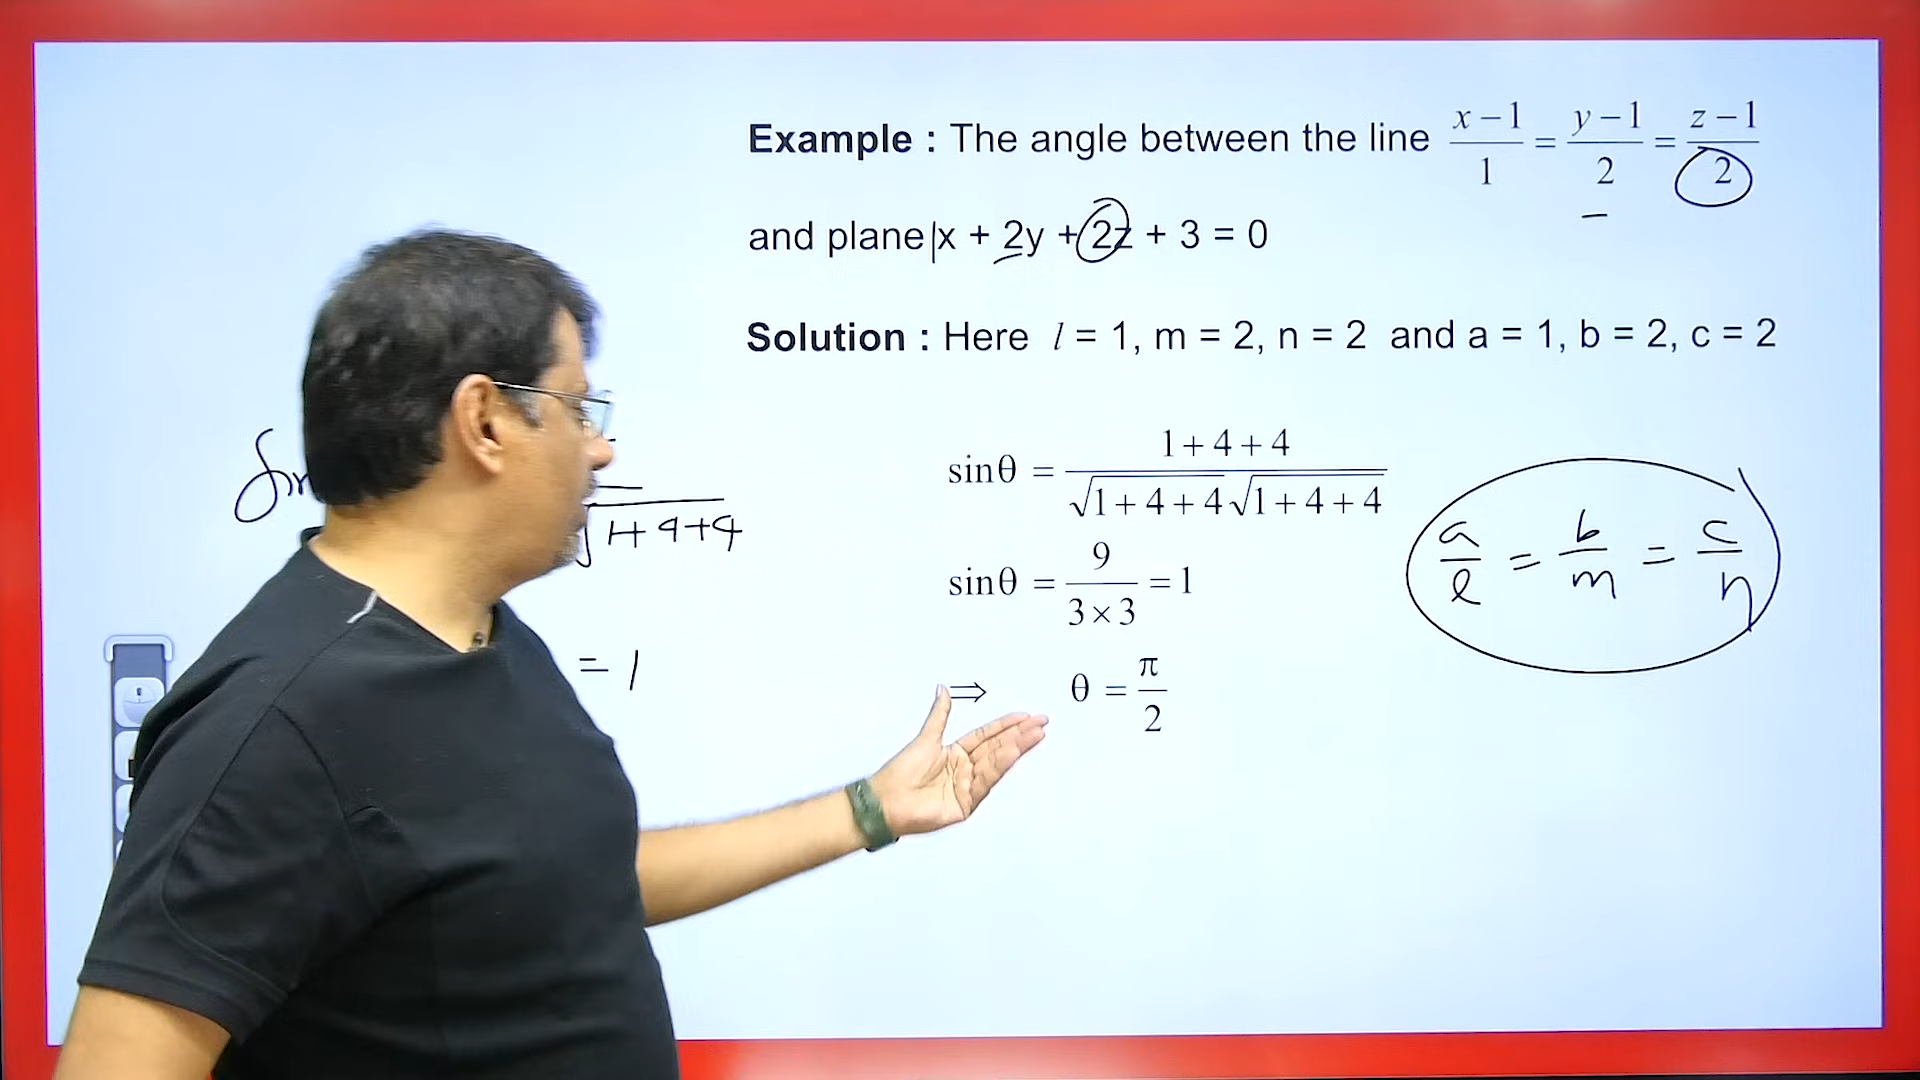 Example : The angle between the line (x – 1)/1 = (y – 1)/2 = (z – 1)/2
and plane x + 2y + 2z + 3 = 0
Solution : Here l = 1, m = 2, n = 2 and a = 1, b = 2, c = 2
sinθ = (1 + 4 + 4)/(√(1 + 4 + 4) √(1 + 4 + 4))
a/l = b/m = c/n
√(1+4+4)
sinθ = 9/(3 × 3) = 1
= 1
⇒ θ = π/2